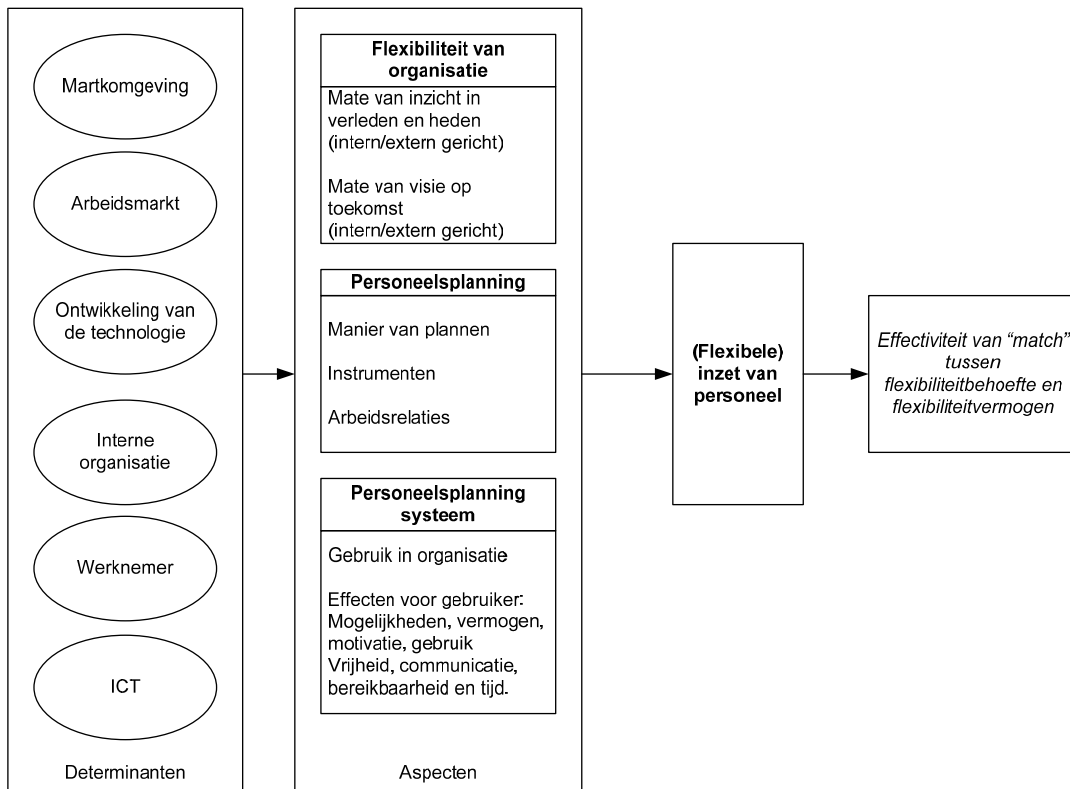 Martkomgeving
Arbeidsmarkt
Ontwikkeling van
de technologie
Interne
organisatie
Werknemer
ICT
Determinanten
Flexibiliteit van
organisatie
Mate van inzicht in
verleden en heden
(intern/extern gericht)
Mate van visie op
toekomst
(intern/extern gericht)
Personeelsplanning
Manier van plannen
Instrumenten
Arbeidsrelaties
Personeelsplanning
systeem
Gebruik in organisatie
Effecten voor gebruiker:
Mogelijkheden, vermogen,
motivatie, gebruik
Vrijheid, communicatie,
bereikbaarheid en tijd.
Aspecten
(Flexibele)
inzet van
personeel
Effectiviteit van “match”
tussen
flexibiliteitbehoefte en
flexibiliteitvermogen